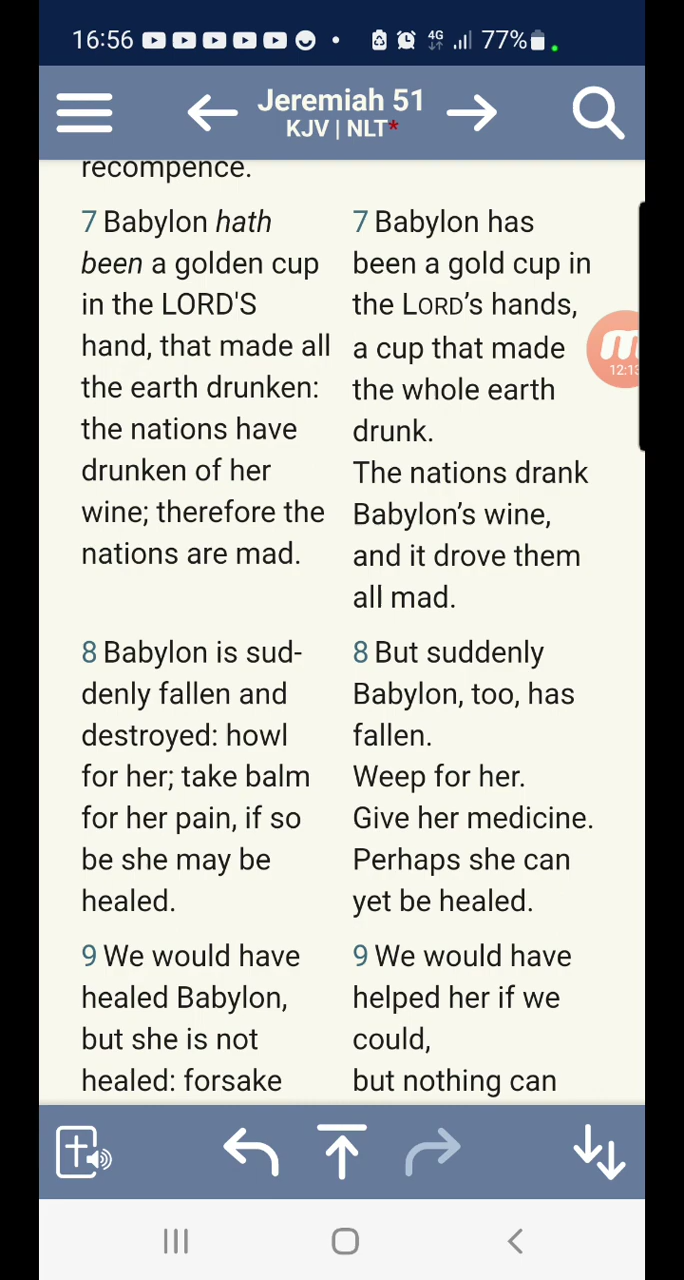 16:56 4G 77%
Jeremiah 51
KJV | NLT*
recompence.
7 Babylon hath
been a golden cup
in the LORD'S
hand, that made all
the earth drunken:
the nations have
drunken of her
wine; therefore the
nations are mad.
7 Babylon has
been a gold cup in
the LORD’s hands,
a cup that made
the whole earth
drunk.
The nations drank
Babylon’s wine,
and it drove them
all mad.
12:13
8 Babylon is sud-
denly fallen and
destroyed: howl
for her; take balm
for her pain, if so
be she may be
healed.
8 But suddenly
Babylon, too, has
fallen.
Weep for her.
Give her medicine.
Perhaps she can
yet be healed.
9 We would have
healed Babylon,
but she is not
healed: forsake
9 We would have
helped her if we
could,
but nothing can